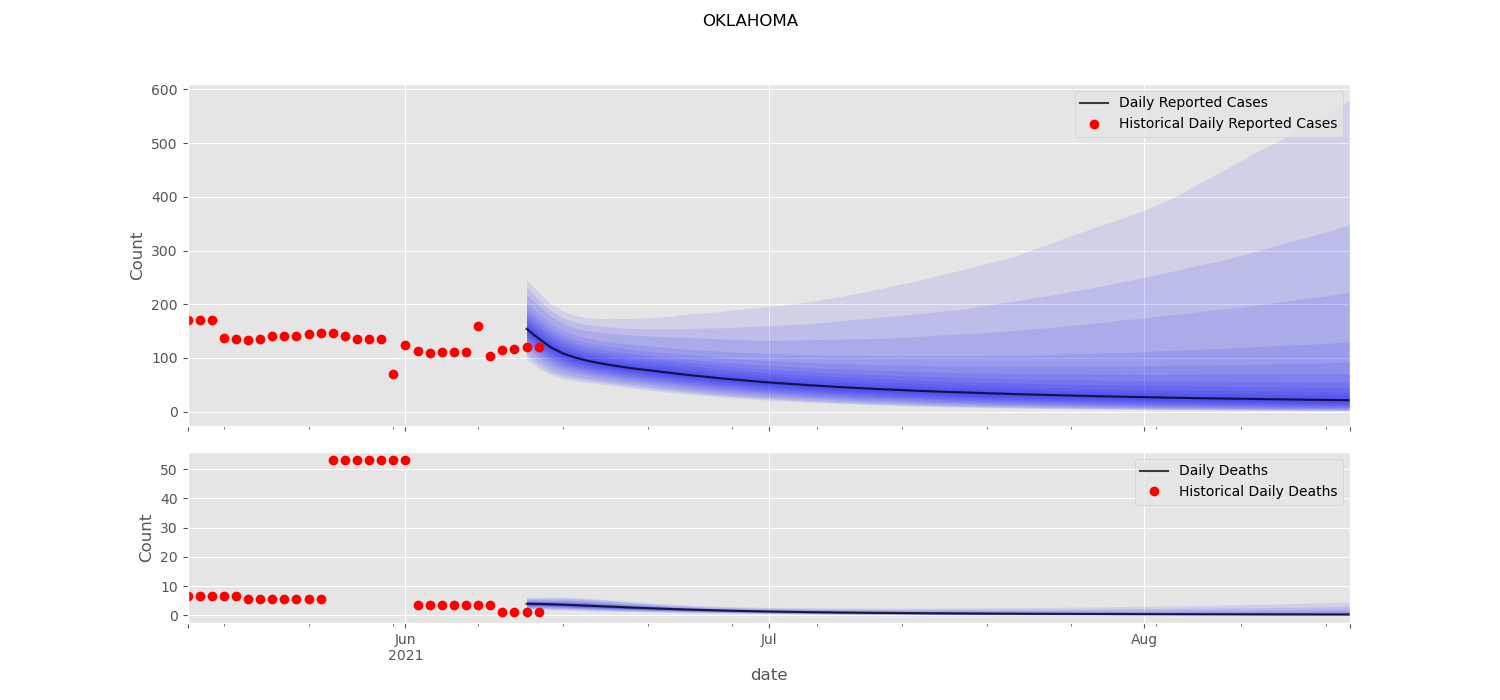 OKLAHOMA
600
500
400
300
200
100
0
Count
Daily Reported Cases
Historical Daily Reported Cases
50
40
30
20
10
0
Count
Daily Deaths
Historical Daily Deaths
Jun
2021
Jul
Aug
date